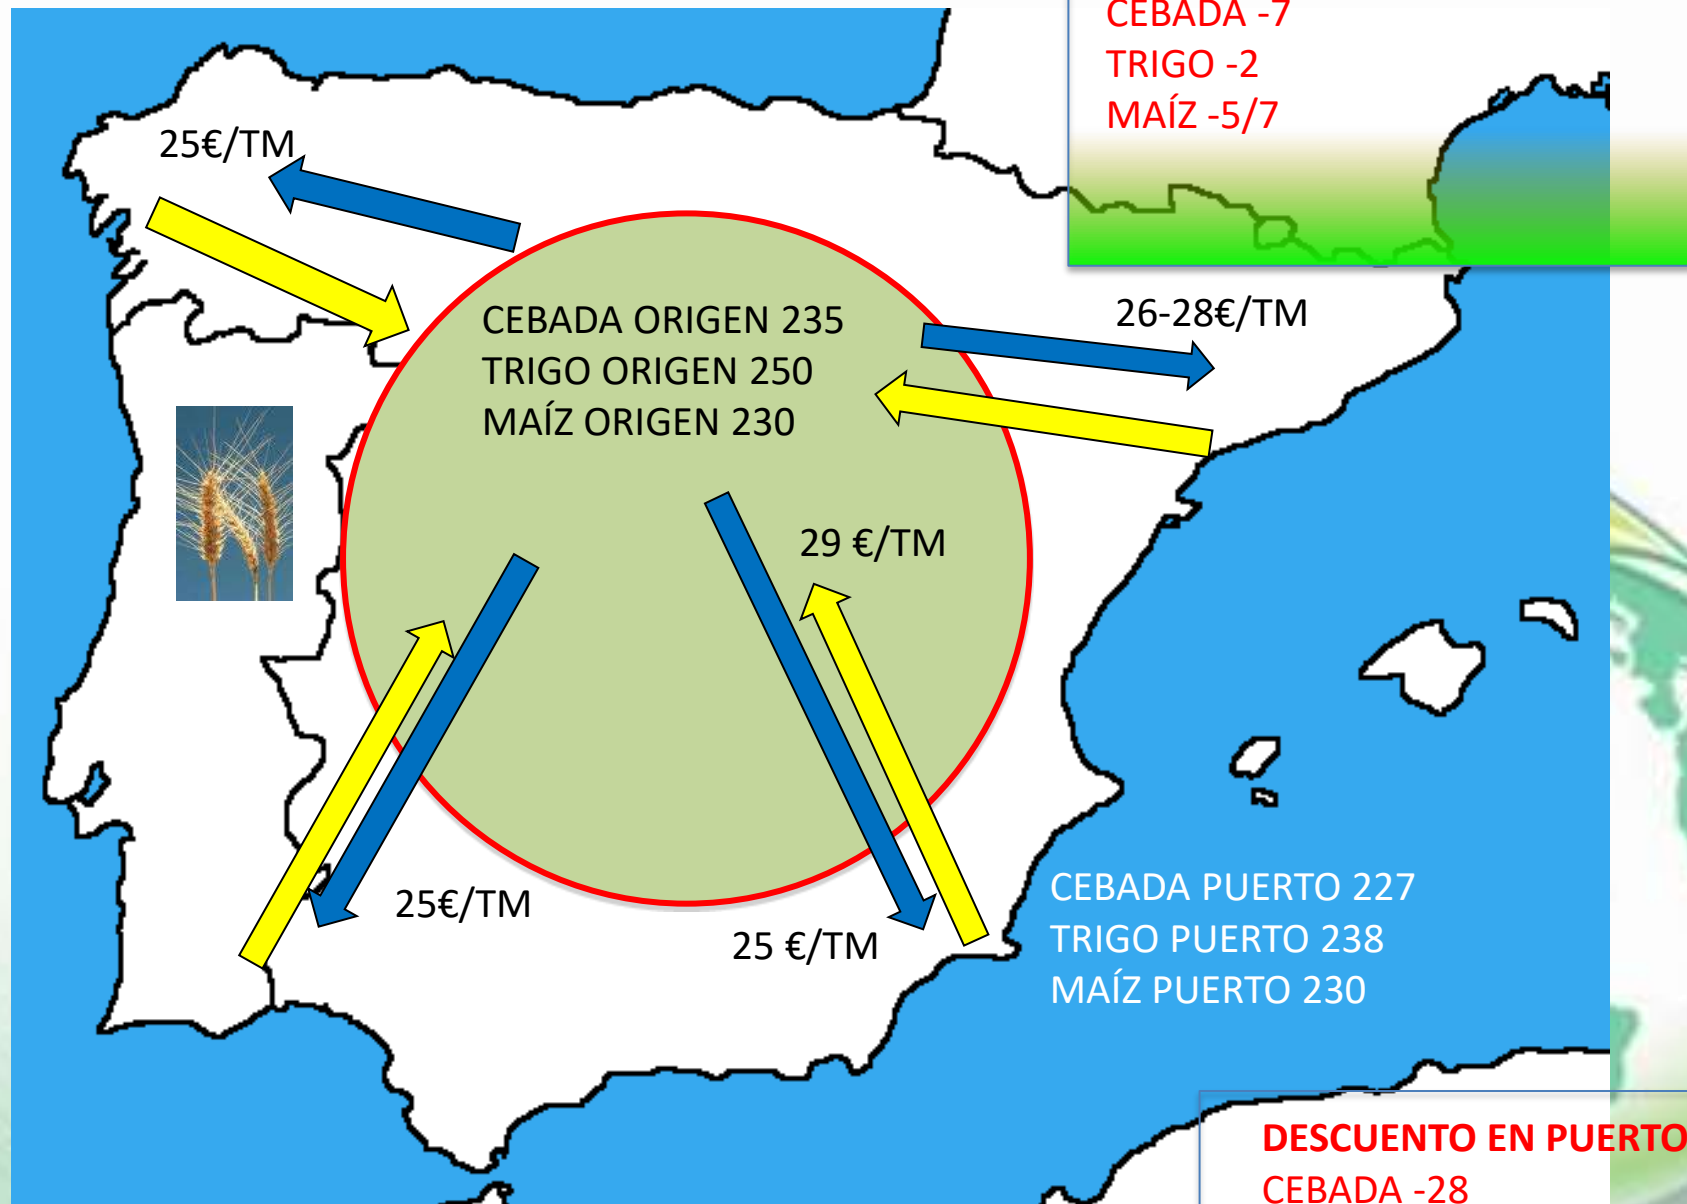 CEBADA -7
TRIGO -2
MAÍZ -5/7
25€/TM
26-28€/TM
CEBADA ORIGEN 235
TRIGO ORIGEN 250
MAÍZ ORIGEN 230
29 €/TM
25€/TM
25 €/TM
CEBADA PUERTO 227
TRIGO PUERTO 238
MAÍZ PUERTO 230
DESCUENTO EN PUERTO
CEBADA -28